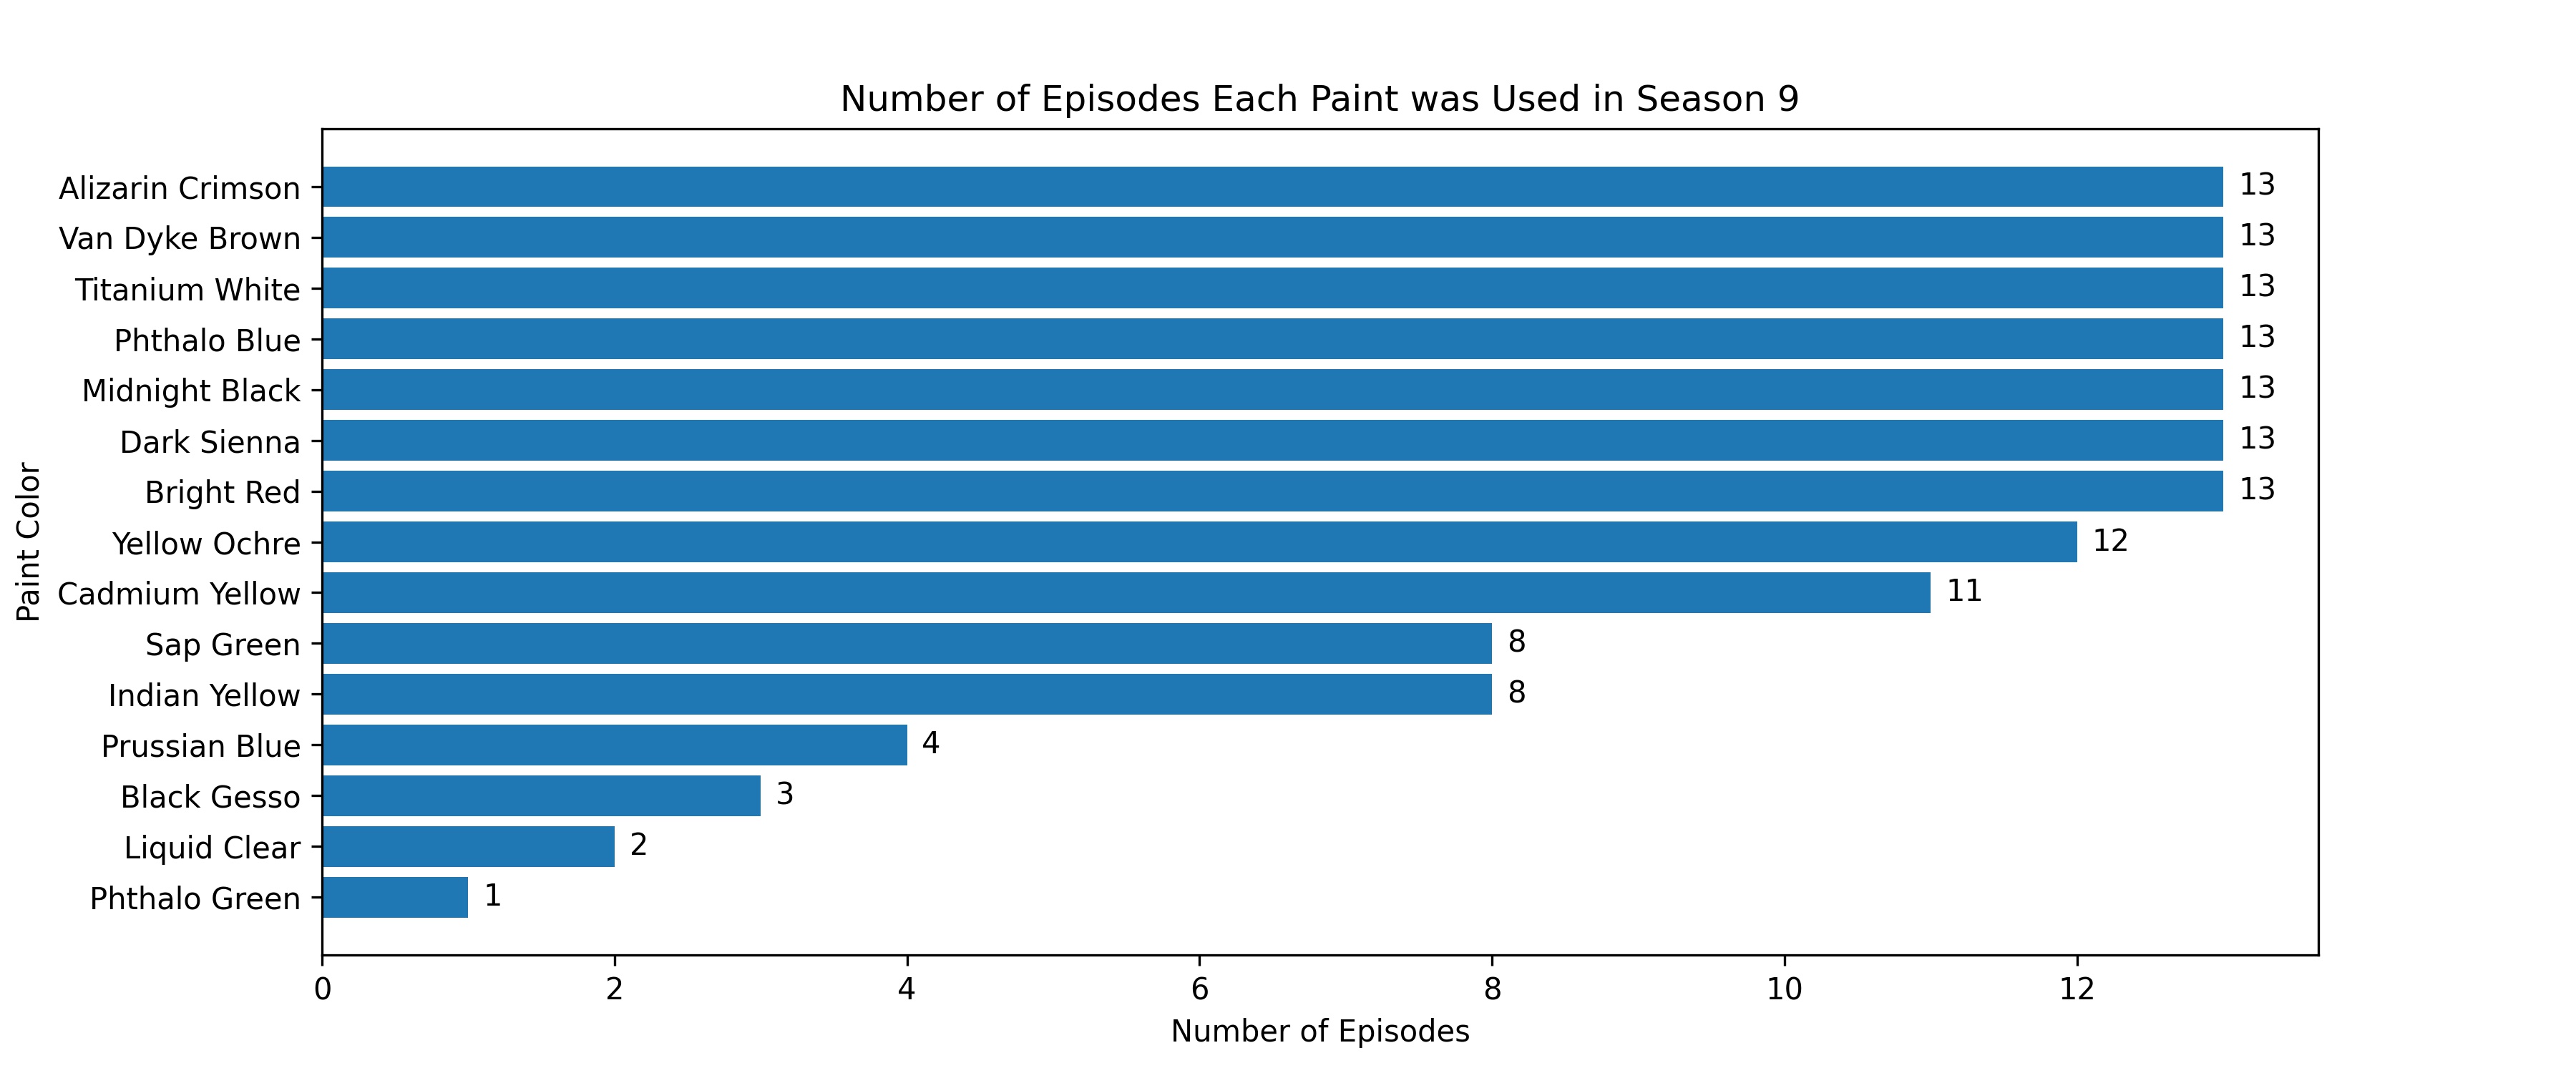 Number of Episodes Each Paint was Used in Season 9
Paint Color
Alizarin Crimson 13
Van Dyke Brown 13
Titanium White 13
Phthalo Blue 13
Midnight Black 13
Dark Sienna 13
Bright Red 13
Yellow Ochre 12
Cadmium Yellow 11
Sap Green 8
Indian Yellow 8
Prussian Blue 4
Black Gesso 3
Liquid Clear 2
Phthalo Green 1
0 2 4 6 8 10 12
Number of Episodes